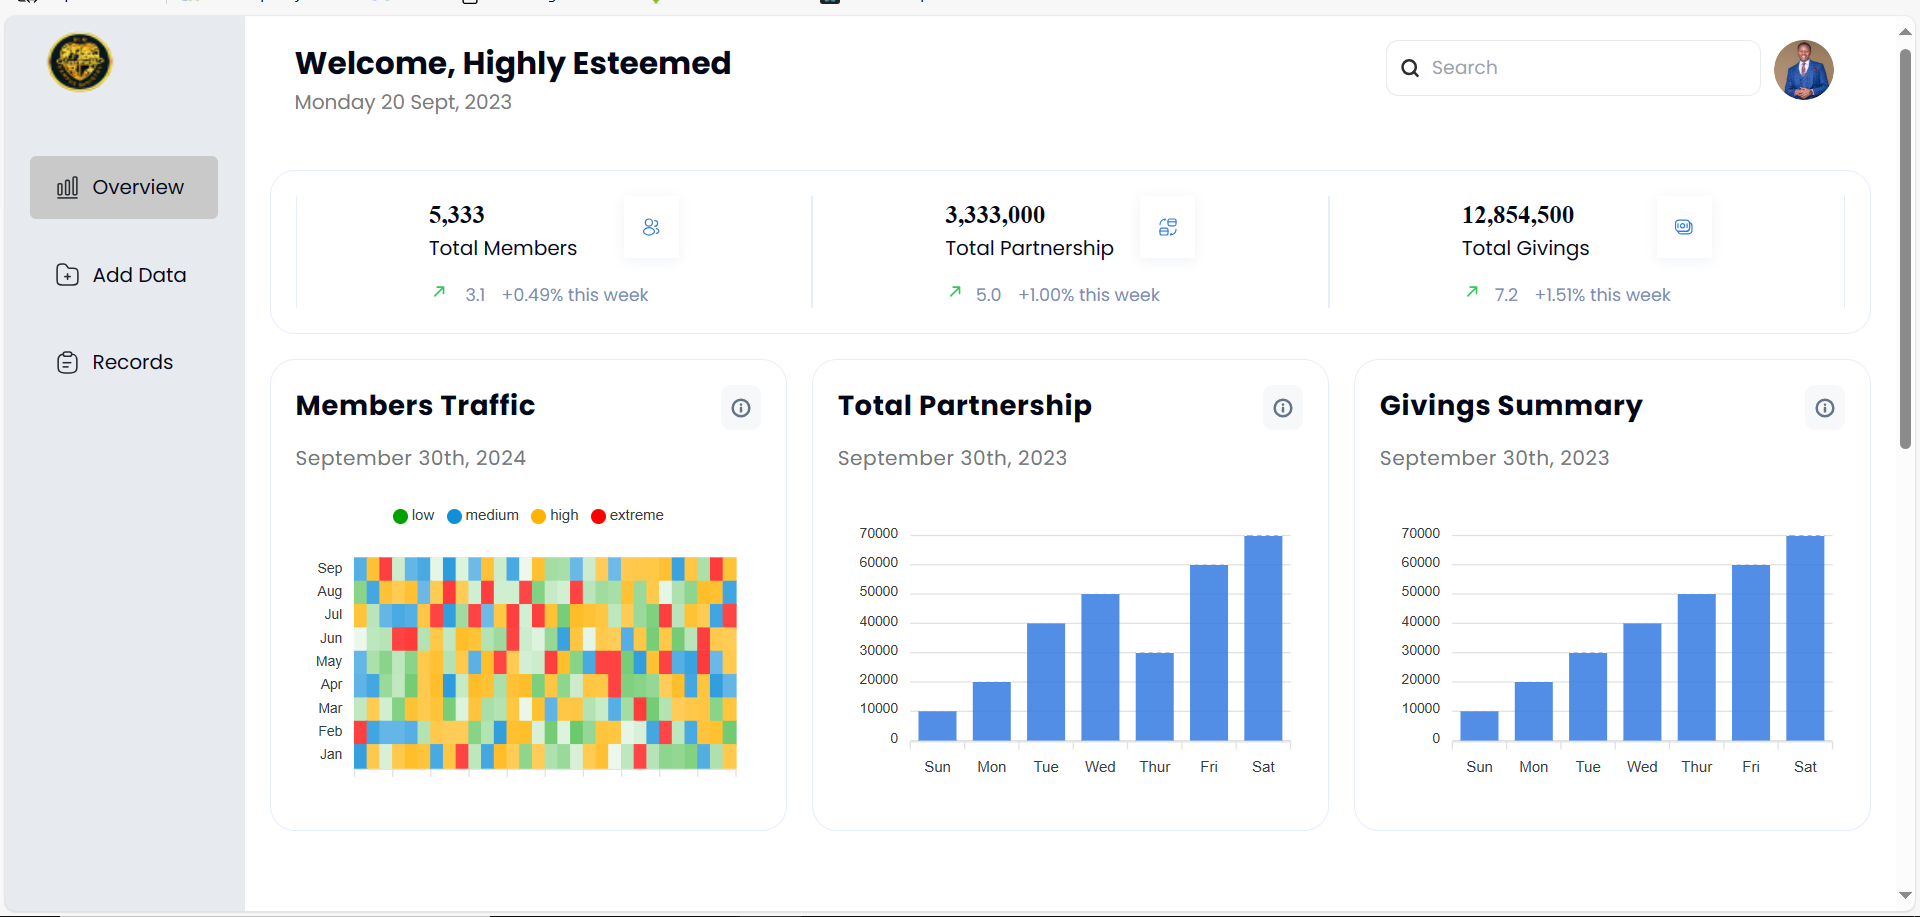 Welcome, Highly Esteemed
Monday 20 Sept, 2023
Search
Overview
Add Data
Records
5,333
Total Members
3.1 +0.49% this week
3,333,000
Total Partnership
5.0 +1.00% this week
12,854,500
Total Givings
7.2 +1.51% this week
Members Traffic
September 30th, 2024
low medium high extreme
Sep
Aug
Jul
Jun
May
Apr
Mar
Feb
Jan
Total Partnership
September 30th, 2023
70000
60000
50000
40000
30000
20000
10000
0
Sun Mon Tue Wed Thur Fri Sat
Givings Summary
September 30th, 2023
70000
60000
50000
40000
30000
20000
10000
0
Sun Mon Tue Wed Thur Fri Sat